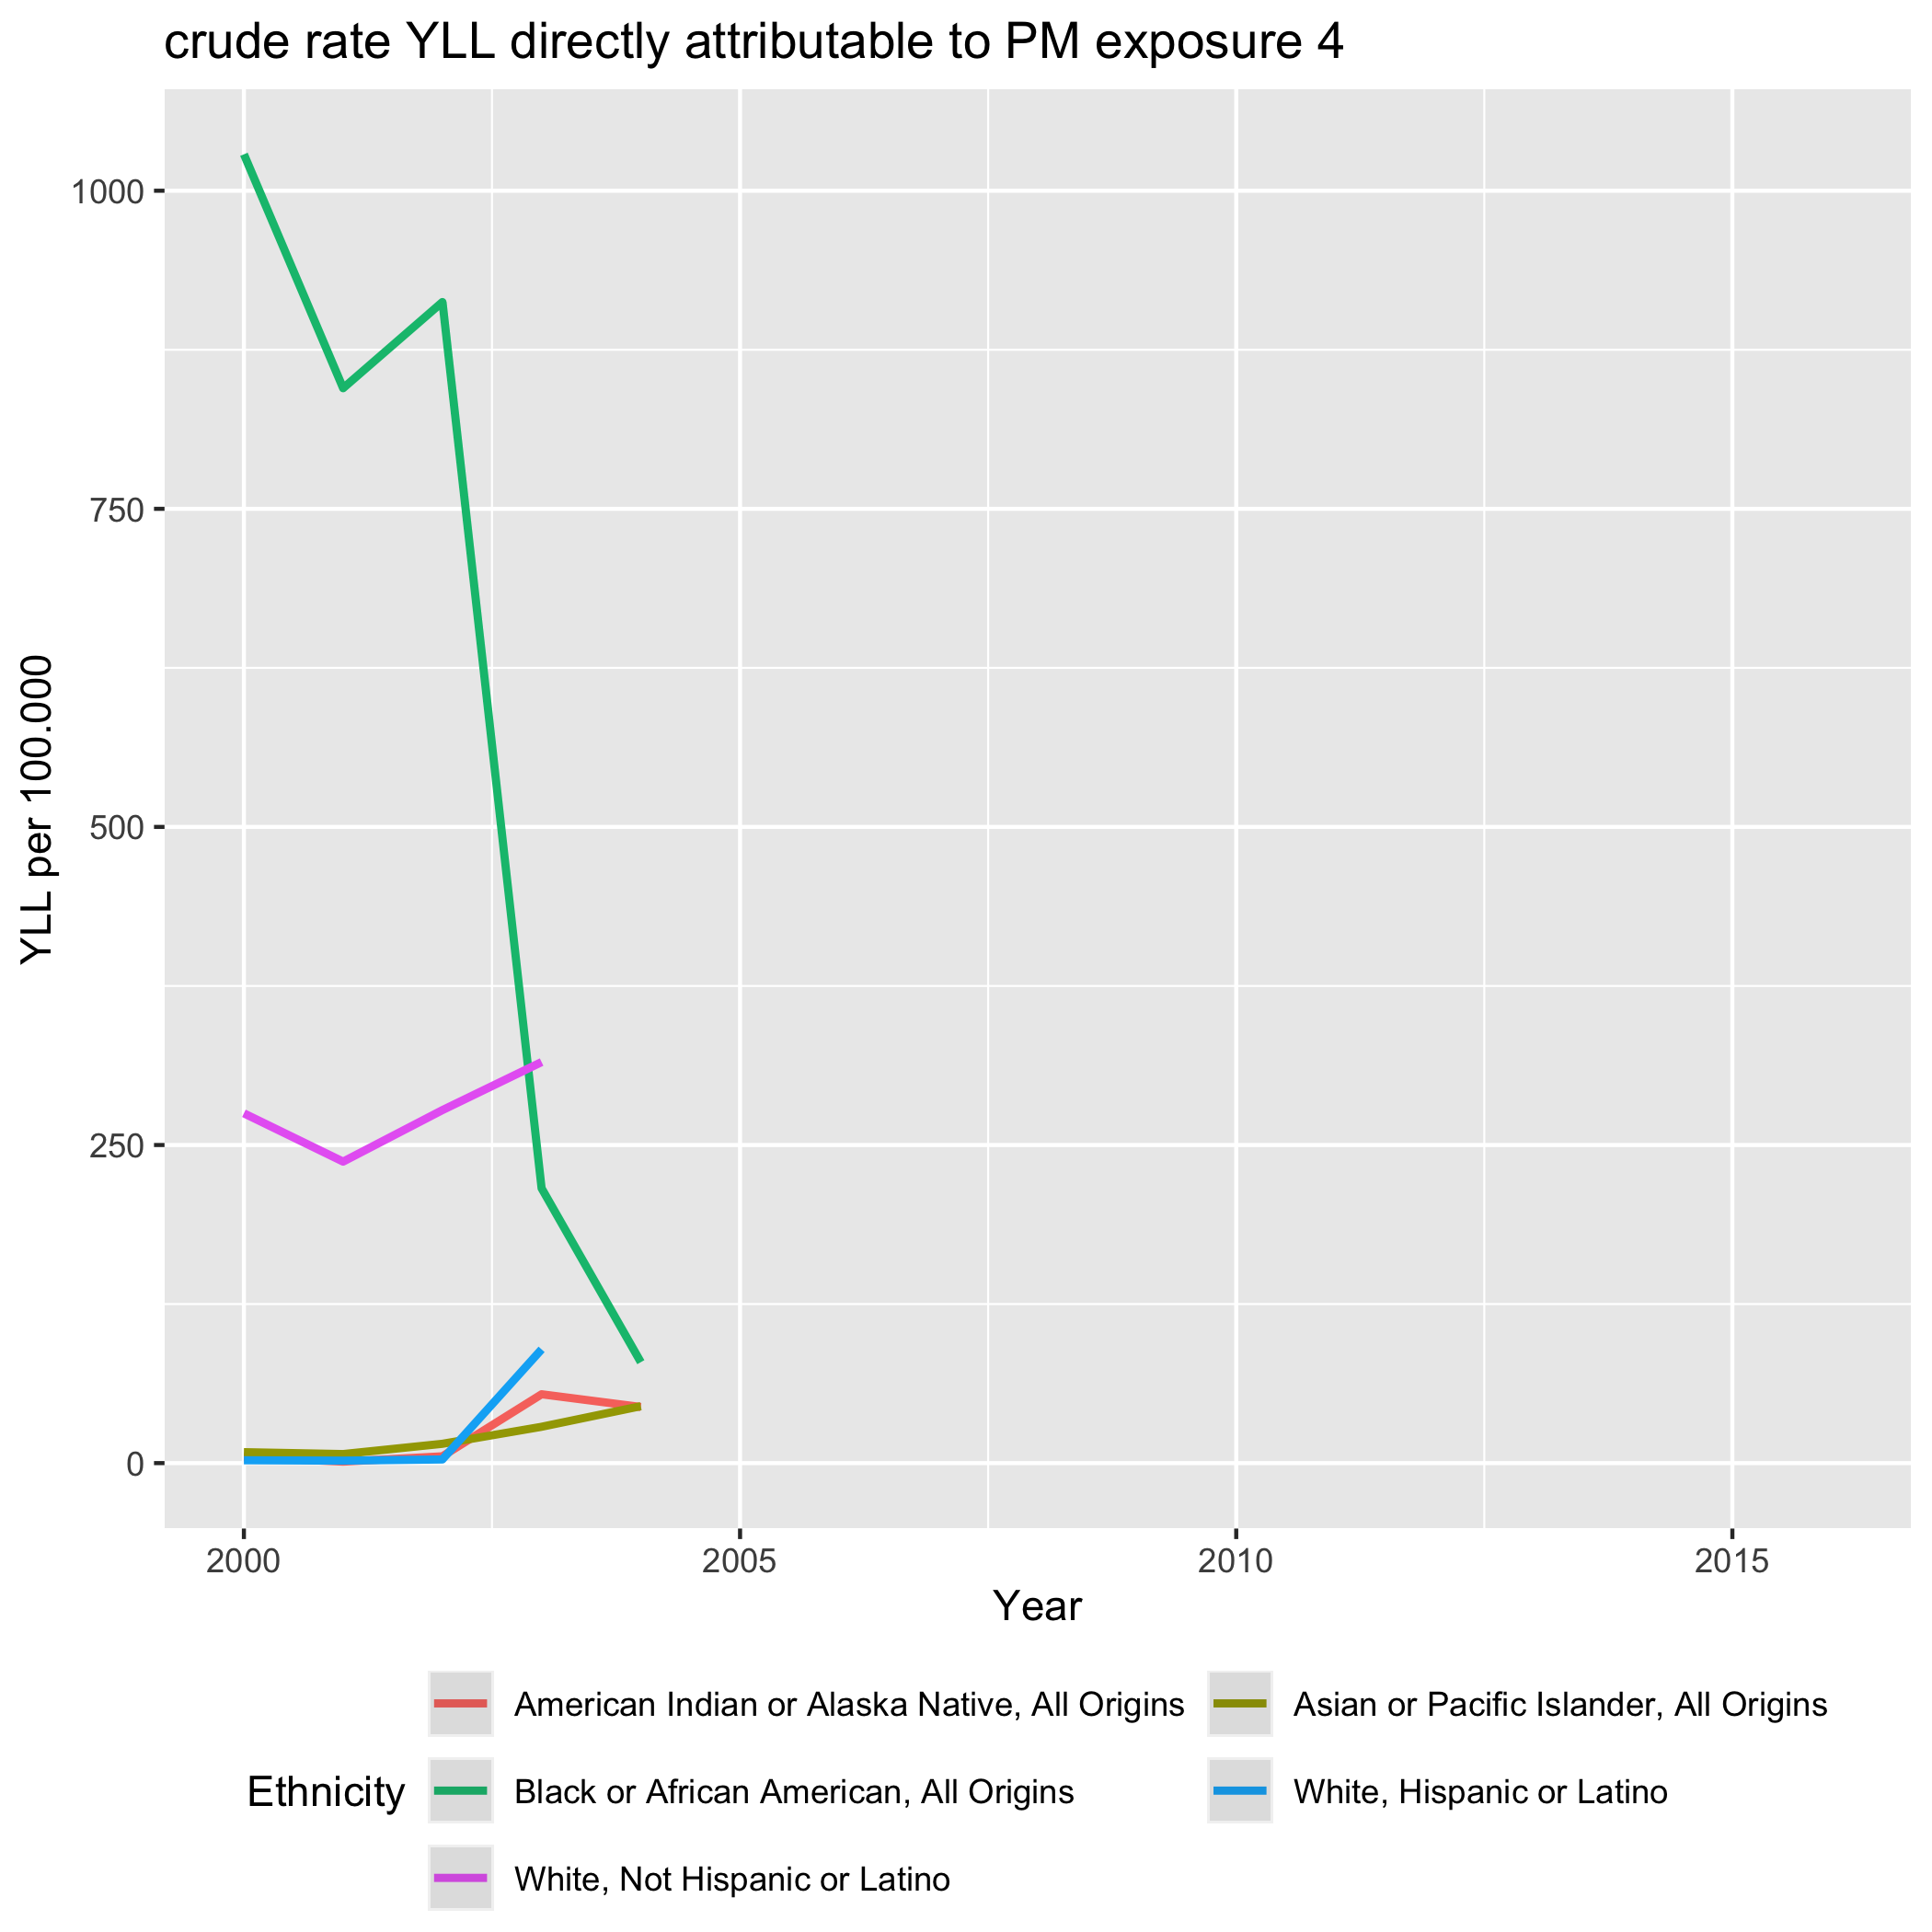 crude rate YLL directly attributable to PM exposure 4
YLL per 100.000
1000
750
500
250
0
2000
2005
2010
2015
Year
Ethnicity
American Indian or Alaska Native, All Origins
Asian or Pacific Islander, All Origins
Black or African American, All Origins
White, Hispanic or Latino
White, Not Hispanic or Latino